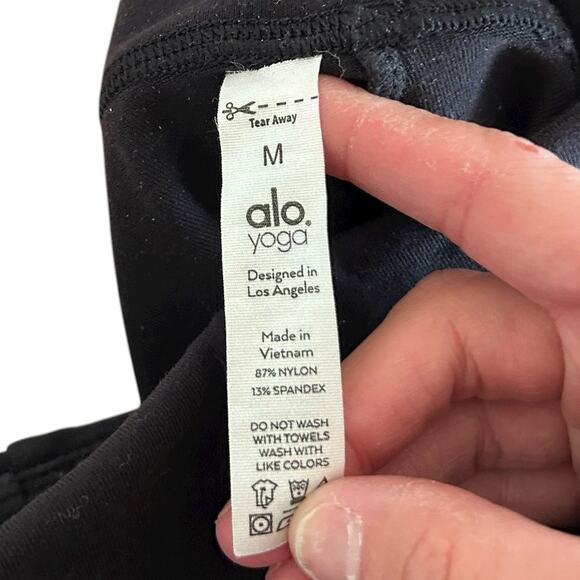 Tear Away
M
alo.
yoga
Designed in
Los Angeles
Made in
Vietnam
87% NYLON
13% SPANDEX
DO NOT WASH
WITH TOWELS
WASH WITH
LIKE COLORS